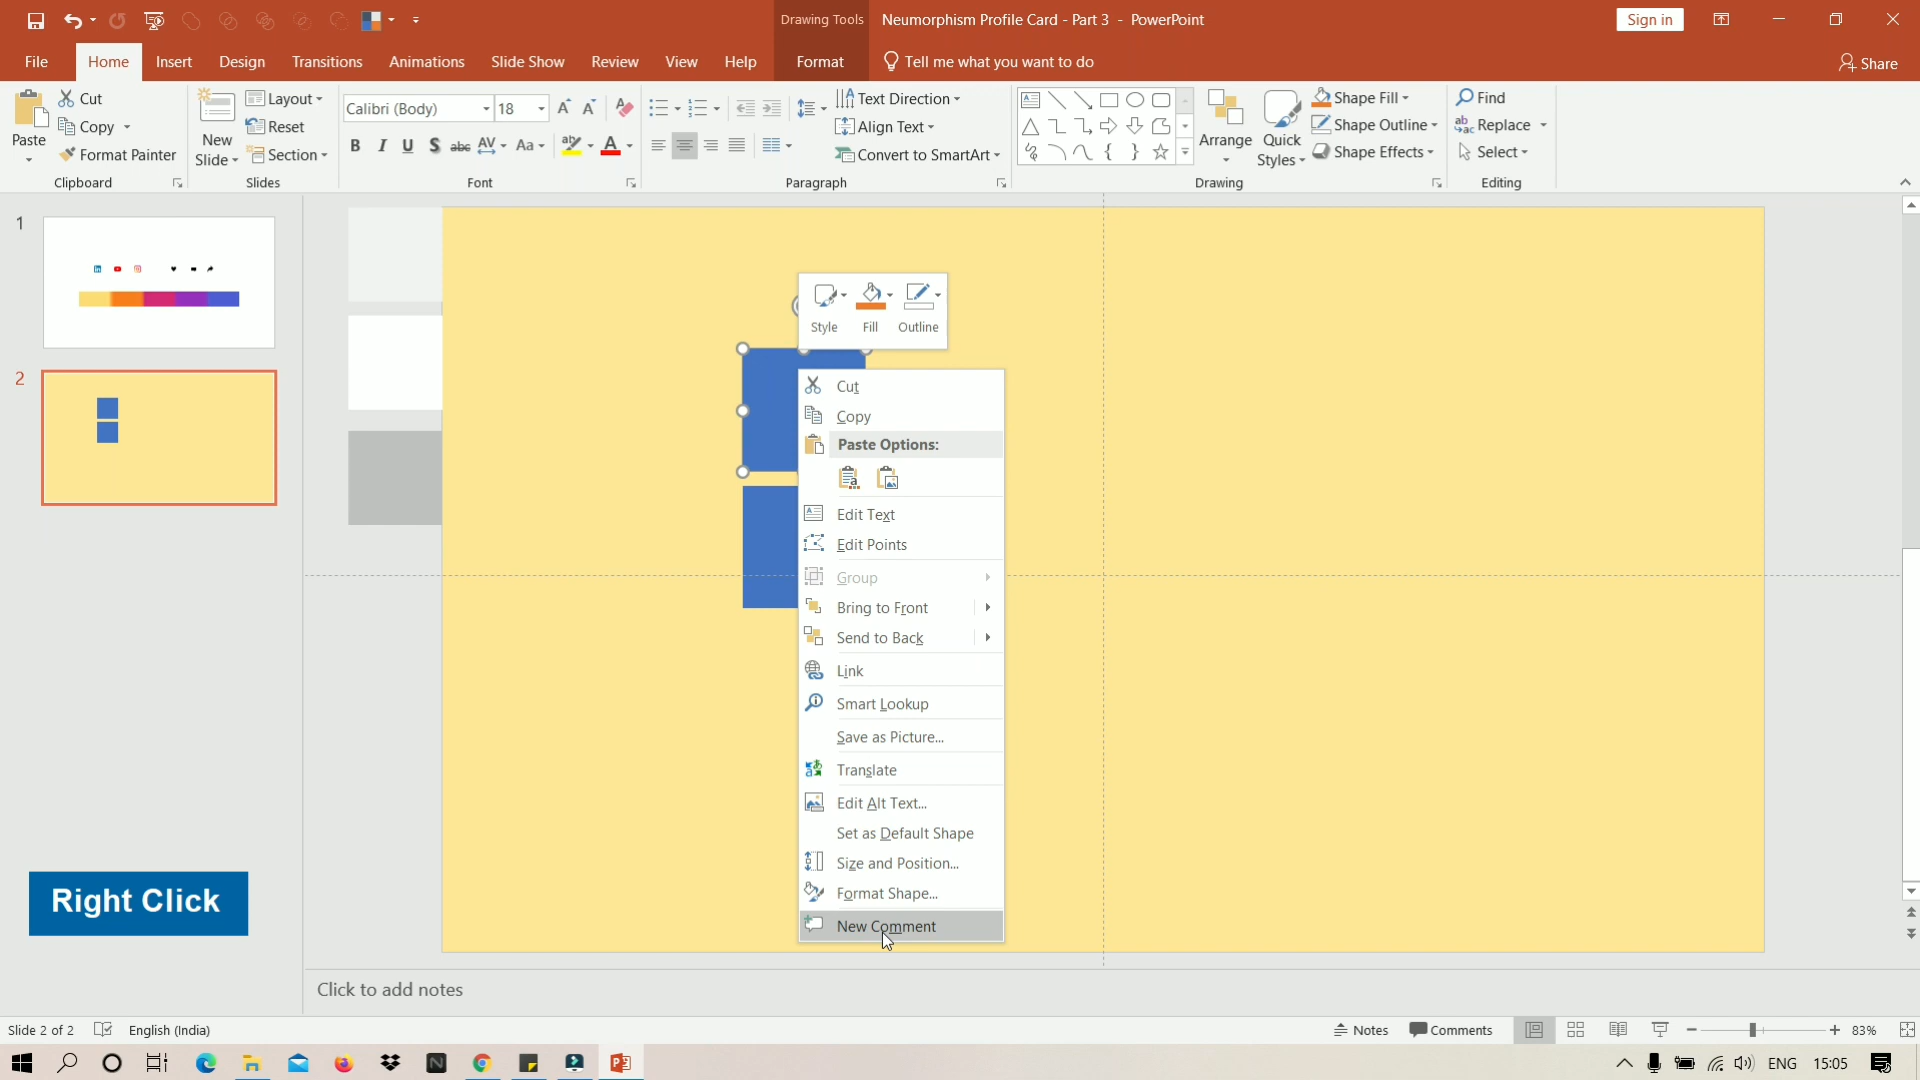 Drawing Tools
Neumorphism Profile Card - Part 3 - PowerPoint
Sign in
File
Home
Insert
Design
Transitions
Animations
Slide Show
Review
View
Help
Format
Tell me what you want to do
Share
Paste
Cut
Copy
Format Painter
Clipboard
New
Slide
Layout
Reset
Section
Slides
Calibri (Body)
18
B I U S abc AV Aa
Font
Text Direction
Align Text
Convert to SmartArt
Paragraph
Arrange
Quick
Styles
Shape Fill
Shape Outline
Shape Effects
Drawing
Find
Replace
Select
Editing
1
2
Style
Fill
Outline
Cut
Copy
Paste Options:
Edit Text
Edit Points
Group
Bring to Front
Send to Back
Link
Smart Lookup
Save as Picture...
Translate
Edit Alt Text...
Set as Default Shape
Size and Position...
Format Shape...
New Comment
Right Click
Click to add notes
Slide 2 of 2
English (India)
Notes
Comments
83%
ENG
15:05